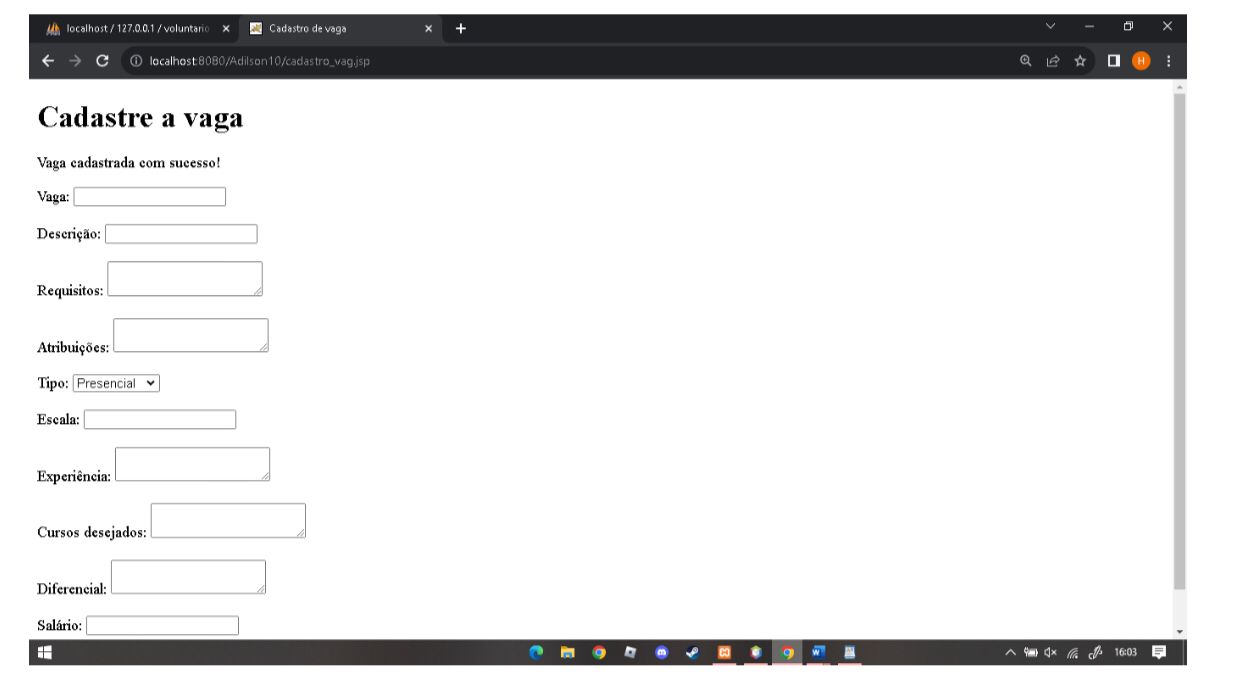 localhost / 127.0.0.1 / voluntario
Cadastro de vaga
localhost:8080/Adilson10/cadastro_vag.jsp
H
Cadastre a vaga
Vaga cadastrada com sucesso!
Vaga:
Descrição:
Requisitos:
Atribuições:
Tipo: Presencial
Escala:
Experiência:
Cursos desejados:
Diferencial:
Salário:
16:03